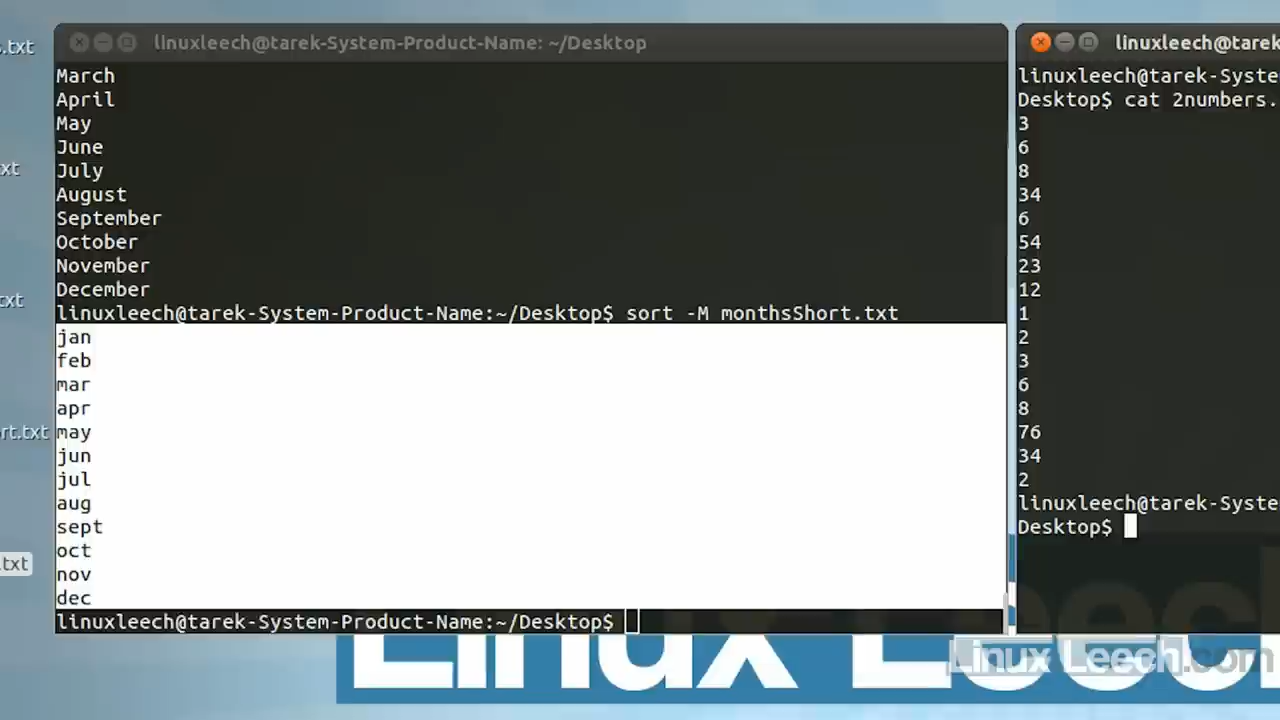 .txt
xt
txt
rt.txt
.txt
linuxleech@tarek-System-Product-Name: ~/Desktop
March
April
May
June
July
August
September
October
November
December
linuxleech@tarek-System-Product-Name:~/Desktop$ sort -M monthsShort.txt
jan
feb
mar
apr
may
jun
jul
aug
sept
oct
nov
dec
linuxleech@tarek-System-Product-Name:~/Desktop$
linuxleech@tarek
linuxleech@tarek-Syste
Desktop$ cat 2numbers.
3
6
8
34
6
54
23
12
1
2
3
6
8
76
34
2
linuxleech@tarek-Syste
Desktop$
Linux Leech
Linux Leech.com